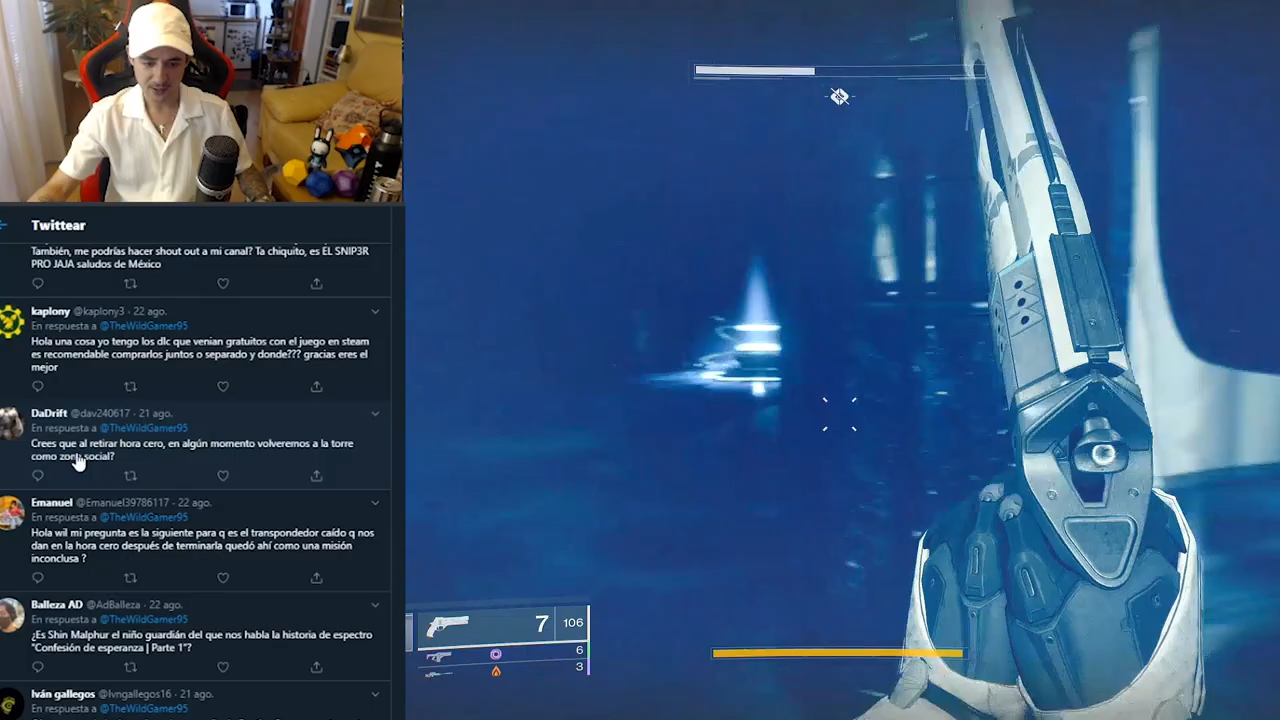 Twittear
También, me podrías hacer shout out a mi canal? Ta chiquito, es ÉL SNIP3R
PRO JAJA saludos de México
kaplony @kaplony3 · 22 ago.
En respuesta a @TheWildGamer95
Hola una cosa yo tengo los dlc que venian gratuitos con el juego en steam
es recomendable comprarlos juntos o separado y donde??? gracias eres el
mejor
DaDrift @dav240617 · 21 ago.
En respuesta a @TheWildGamer95
Crees que al retirar hora cero, en algún momento volveremos a la torre
como zona social?
Emanuel @Emanuel39786117 · 22 ago.
En respuesta a @TheWildGamer95
Hola wil mi pregunta es la siguiente para q es el transpondedor caído q nos
dan en la hora cero después de terminarla quedó ahí como una misión
inconclusa ?
Balleza AD @AdBalleza · 22 ago.
En respuesta a @TheWildGamer95
¿Es Shin Malphur el niño guardián del que nos habla la historia de espectro
"Confesión de esperanza | Parte 1"?
Iván gallegos @Ivngallegos16 · 21 ago.
En respuesta a @TheWildGamer95
7 106
6
3